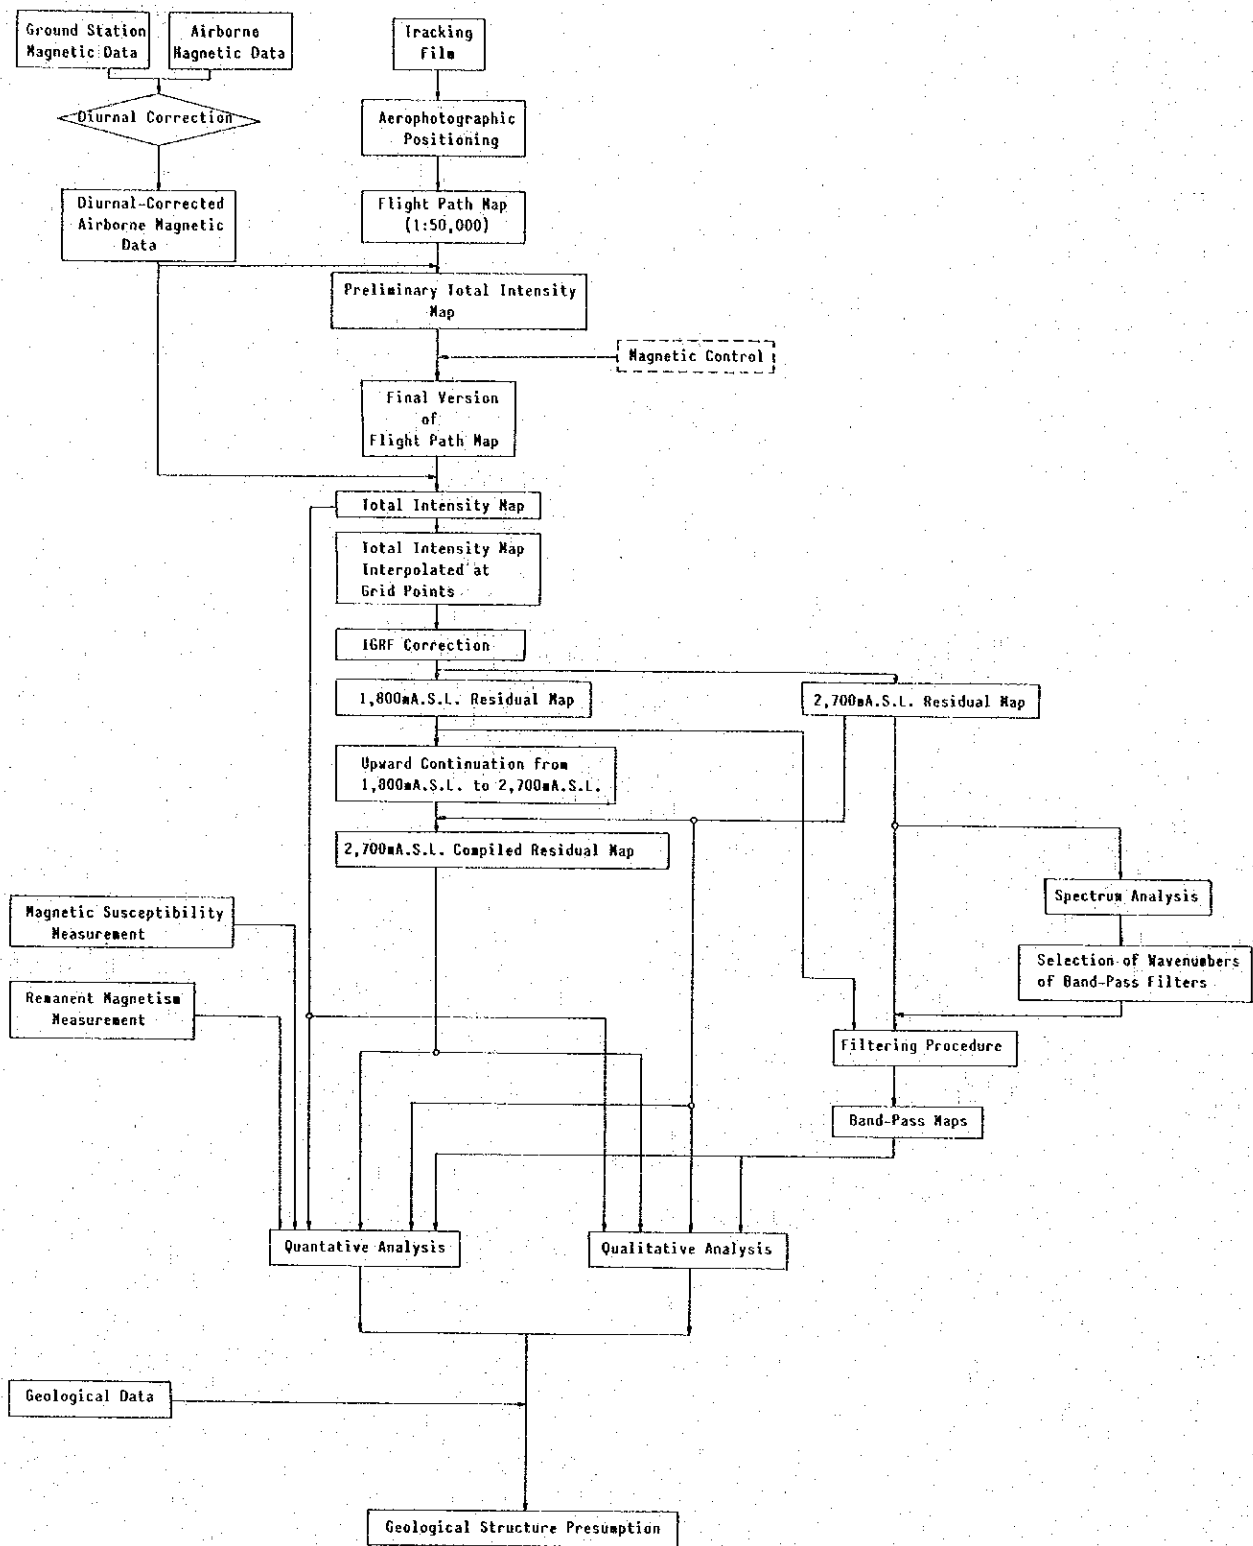 Ground Station
Magnetic Data
Airborne
Magnetic Data
Tracking
Film
Diurnal Correction
Aerophotographic
Positioning
Diurnal-Corrected
Airborne Magnetic
Data
Flight Path Map
(1:50,000)
Preliminary Total Intensity
Map
Magnetic Control
Final Version
of
Flight Path Map
Total Intensity Map
Total Intensity Map
Interpolated at
Grid Points
IGRF Correction
1,800mA.S.L. Residual Map
2,700mA.S.L. Residual Map
Upward Continuation from
1,800mA.S.L. to 2,700mA.S.L.
2,700mA.S.L. Compiled Residual Map
Spectrum Analysis
Magnetic Susceptibility
Measurement
Selection of Wavenumbers
of Band-Pass Filters
Remanent Magnetism
Measurement
Filtering Procedure
Band-Pass Maps
Quantative Analysis
Qualitative Analysis
Geological Data
Geological Structure Presumption